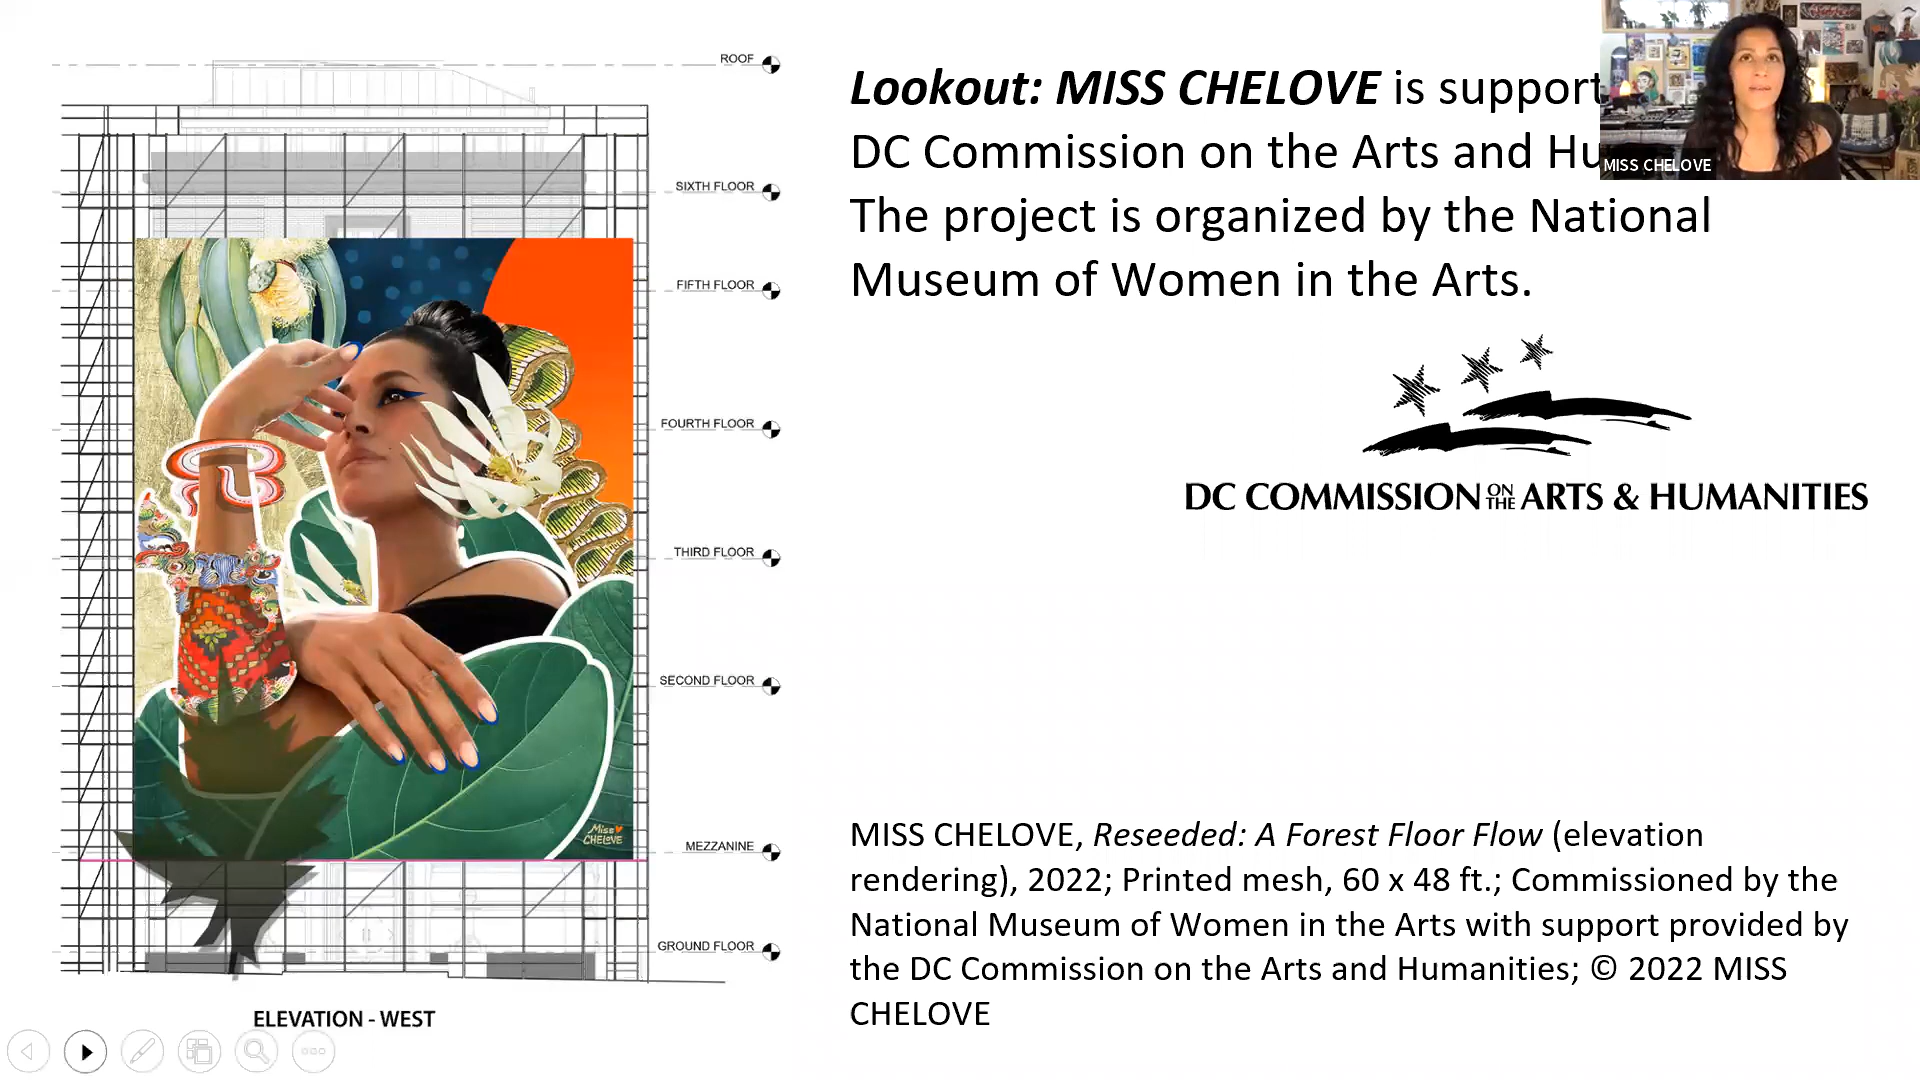 ROOF
SIXTH FLOOR
FIFTH FLOOR
FOURTH FLOOR
THIRD FLOOR
SECOND FLOOR
MEZZANINE
GROUND FLOOR
Miss
CHELOVE
ELEVATION - WEST
Lookout: MISS CHELOVE is support
DC Commission on the Arts and Hu
The project is organized by the National
Museum of Women in the Arts.
MISS CHELOVE
DC COMMISSION ON THE ARTS & HUMANITIES
MISS CHELOVE, Reseeded: A Forest Floor Flow (elevation
rendering), 2022; Printed mesh, 60 x 48 ft.; Commissioned by the
National Museum of Women in the Arts with support provided by
the DC Commission on the Arts and Humanities; © 2022 MISS
CHELOVE